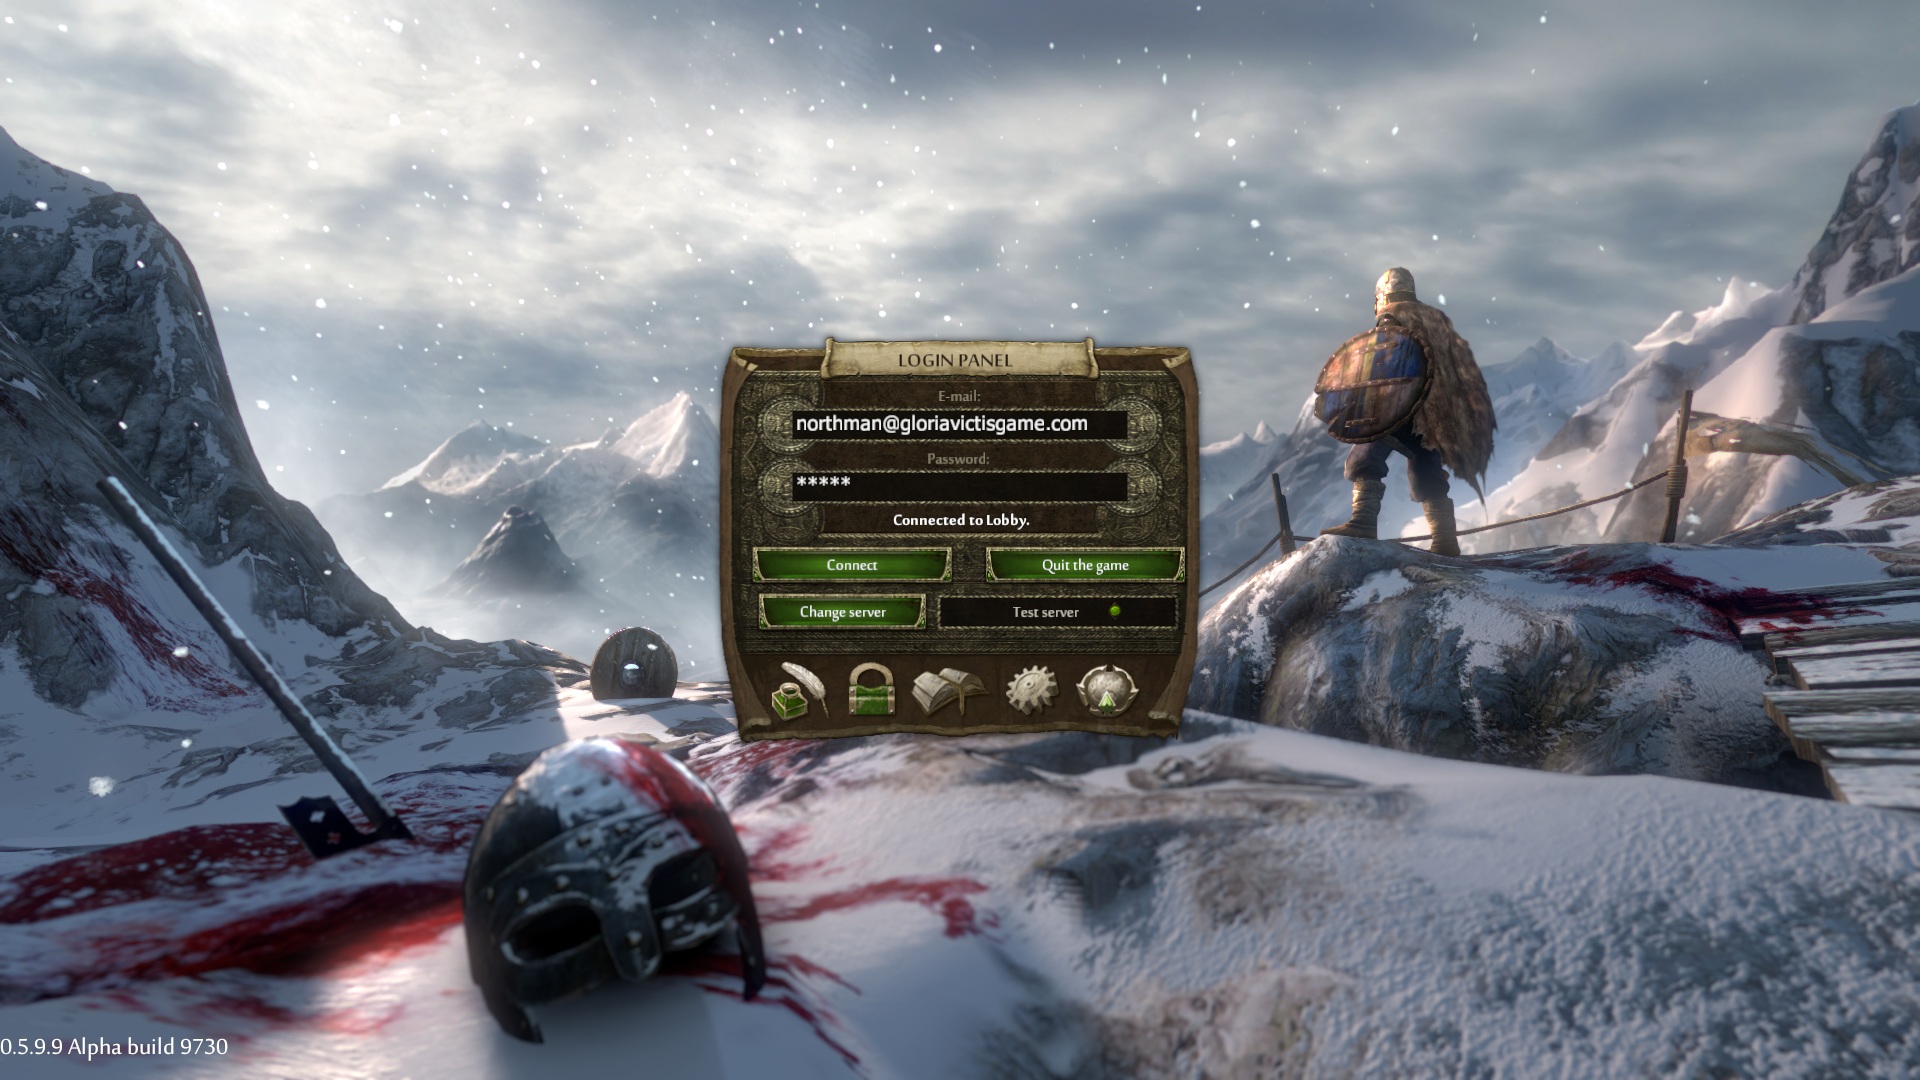 LOGIN PANEL
E-mail:
northman@gloriavictisgame.com
Password:
*****
Connected to Lobby.
Connect
Quit the game
Change server
Test server
0.5.9.9 Alpha build 9730